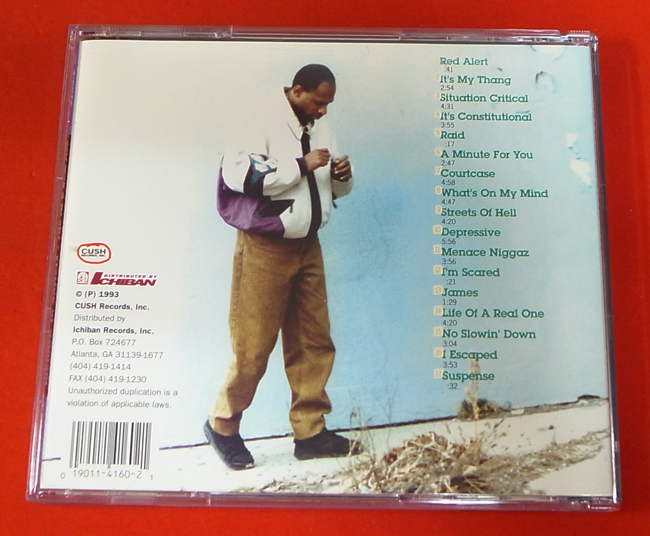 Red Alert
:41
It's My Thang
2:54
Situation Critical
4:31
It's Constitutional
3:55
Raid
:17
A Minute For You
2:47
Courtcase
4:58
What's On My Mind
4:47
Streets Of Hell
4:20
Depressive
5:56
Menace Niggaz
3:56
I'm Scared
:21
James
1:29
Life Of A Real One
4:20
No Slowin' Down
3:04
I Escaped
3:53
Suspense
:32
CUSH
DISTRIBUTED BY
ICHIBAN
© (P) 1993
CUSH Records, Inc.
Distributed by
Ichiban Records, Inc.
P.O. Box 724677
Atlanta, GA 31139-1677
(404) 419-1414
FAX (404) 419-1230
Unauthorized duplication is a
violation of applicable laws.
0 19011-4160-2 1